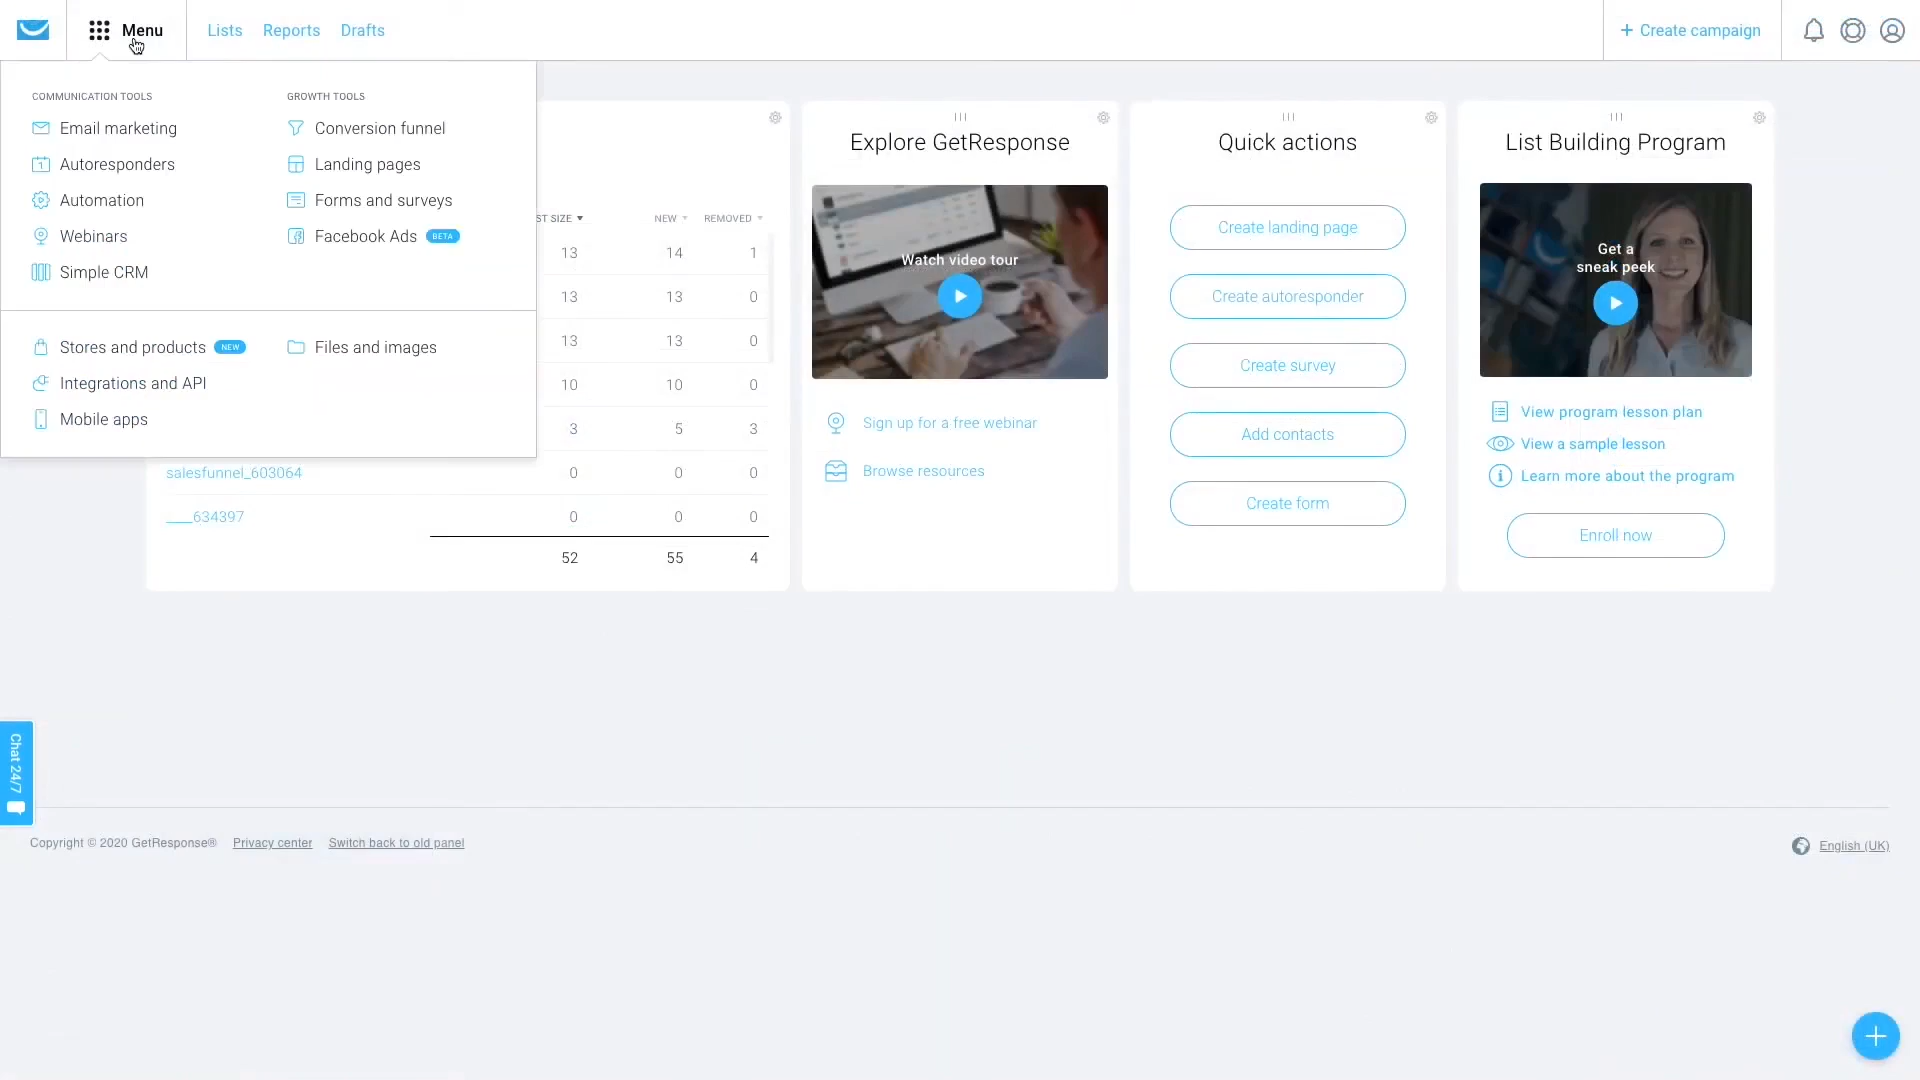 Menu
Lists
Reports
Drafts
+ Create campaign
COMMUNICATION TOOLS
Email marketing
Autoresponders
Automation
Webinars
Simple CRM
GROWTH TOOLS
Conversion funnel
Landing pages
Forms and surveys
Facebook Ads BETA
Stores and products NEW
Integrations and API
Mobile apps
Files and images
ST SIZE NEW REMOVED
13 14 1
13 13 0
13 13 0
10 10 0
3 5 3
salesfunnel_603064 0 0 0
____634397 0 0 0
52 55 4
Explore GetResponse
Watch video tour
Sign up for a free webinar
Browse resources
Quick actions
Create landing page
Create autoresponder
Create survey
Add contacts
Create form
List Building Program
Get a
sneak peek
View program lesson plan
View a sample lesson
Learn more about the program
Enroll now
Chat 24/7
Copyright © 2020 GetResponse®
Privacy center
Switch back to old panel
English (UK)